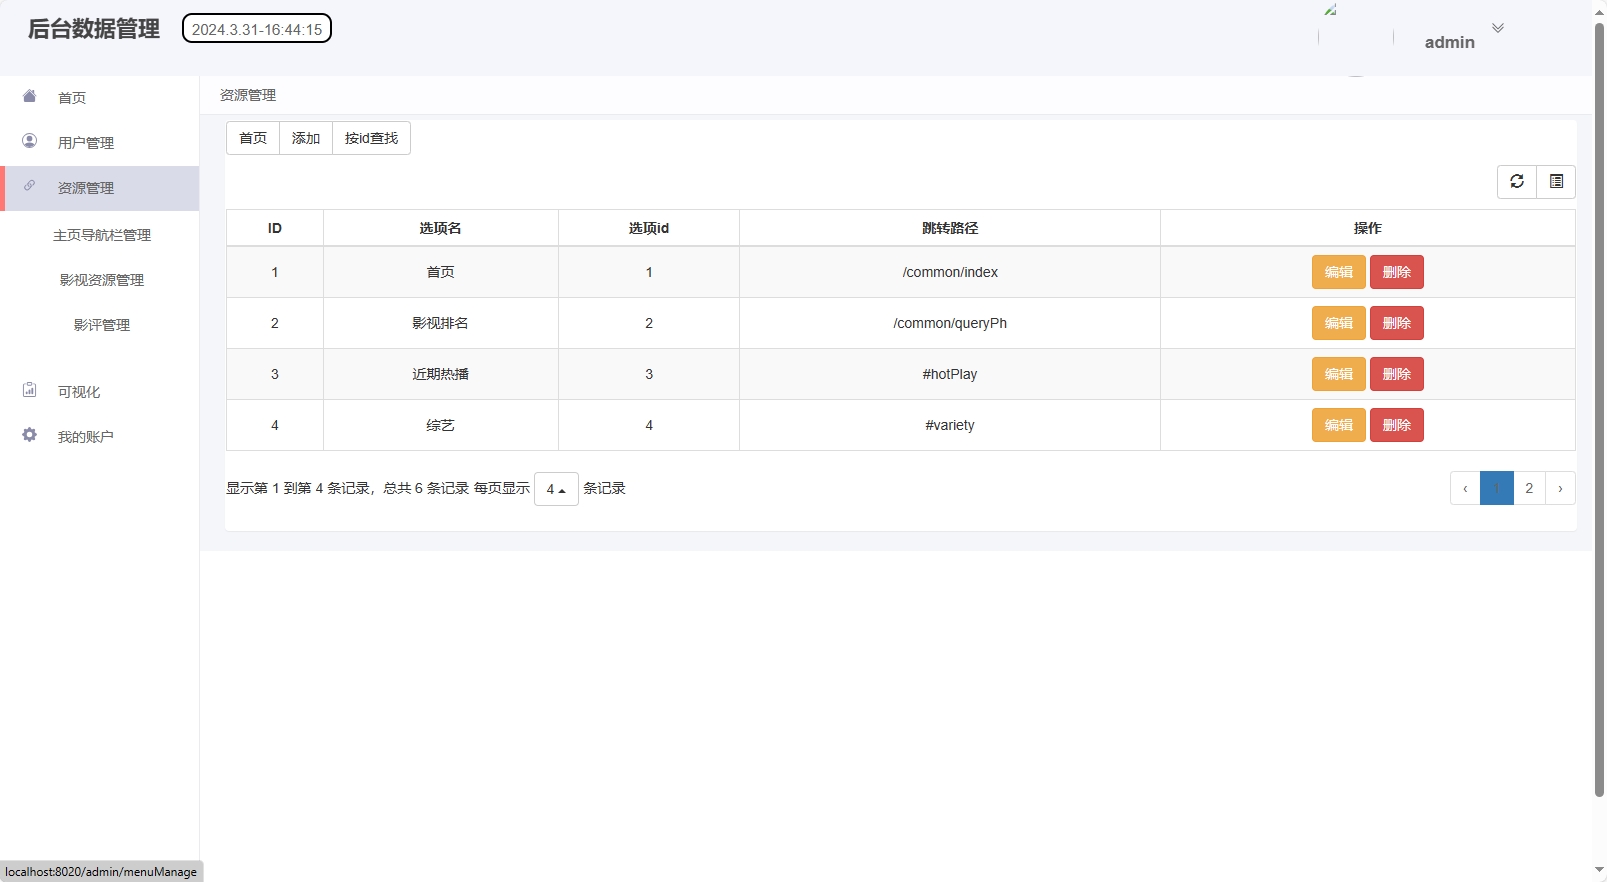 后台数据管理 2024.3.31-16:44:15
admin
首页
用户管理
资源管理
主页导航栏管理
影视资源管理
影评管理
可视化
我的账户
资源管理
首页 添加 按id查找
ID 选项名 选项id 跳转路径 操作
1 首页 1 /common/index 编辑 删除
2 影视排名 2 /common/queryPh 编辑 删除
3 近期热播 3 #hotPlay 编辑 删除
4 综艺 4 #variety 编辑 删除
显示第 1 到第 4 条记录，总共 6 条记录 每页显示 4 条记录
‹ 1 2 ›
localhost:8020/admin/menuManage